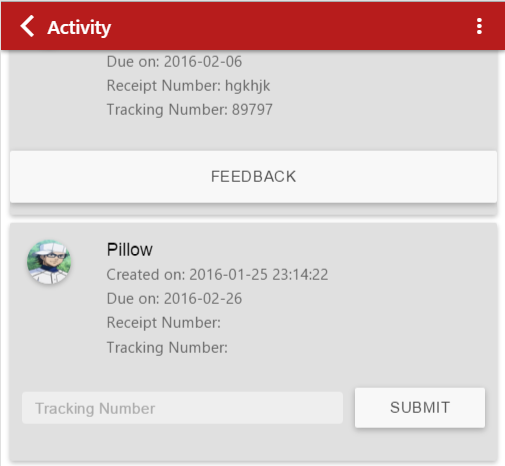 Activity
Due on: 2016-02-06
Receipt Number: hgkhjk
Tracking Number: 89797
FEEDBACK
Pillow
Created on: 2016-01-25 23:14:22
Due on: 2016-02-26
Receipt Number:
Tracking Number:
Tracking Number
SUBMIT